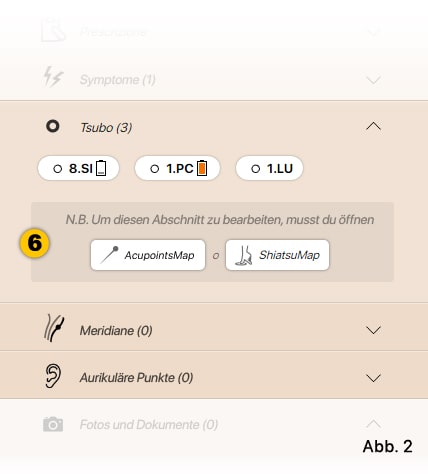 Prescrizione
Symptome (1)
Tsubo (3)
8.SI 1.PC 1.LU
N.B. Um diesen Abschnitt zu bearbeiten, musst du öffnen
6
AcupointsMap o ShiatsuMap
Meridiane (0)
Aurikuläre Punkte (0)
Fotos und Dokumente (0)
Abb. 2